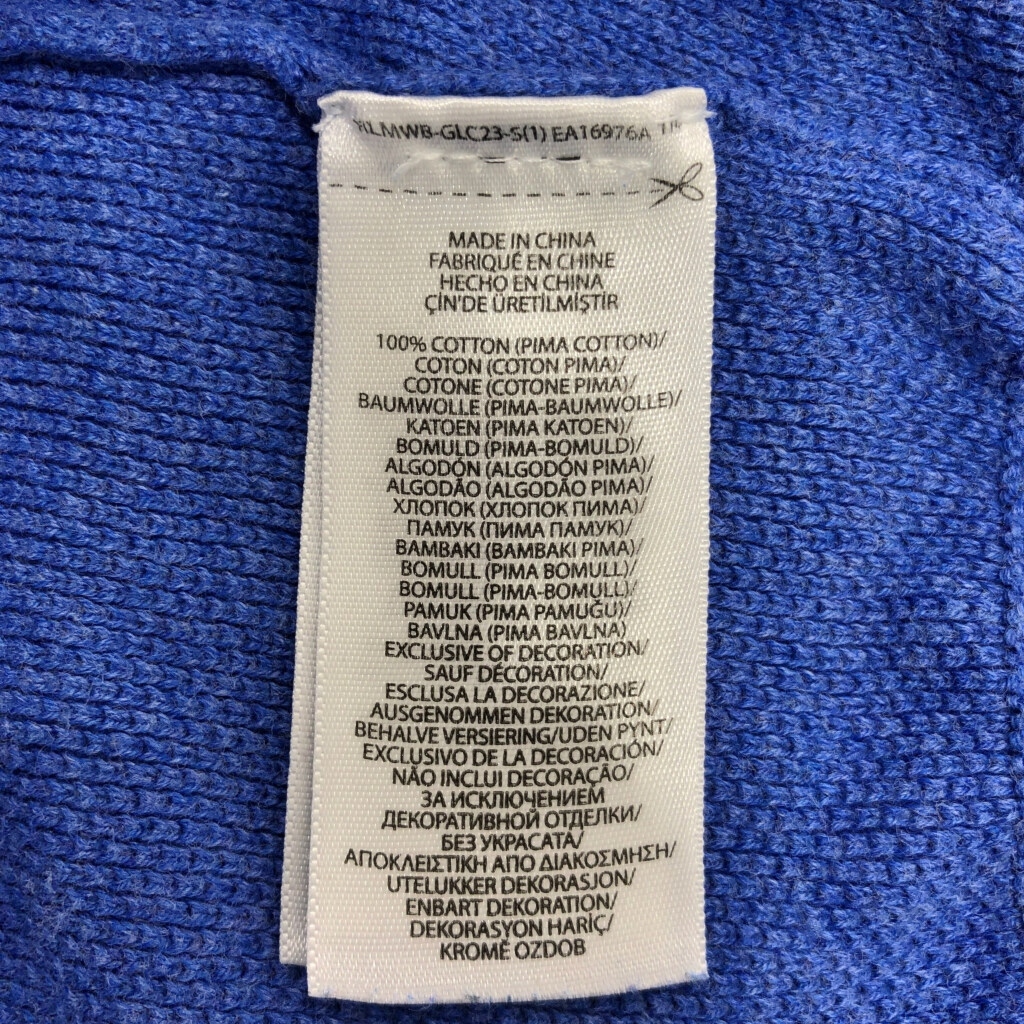 RLMWB-GLC23-S(1) EA16976A
MADE IN CHINA
FABRIQUÉ EN CHINE
HECHO EN CHINA
ÇİN'DE ÜRETİLMİŞTİR
100% COTTON (PIMA COTTON)/
COTON (COTON PIMA)/
COTONE (COTONE PIMA)/
BAUMWOLLE (PIMA-BAUMWOLLE)/
KATOEN (PIMA KATOEN)/
BOMULD (PIMA-BOMULD)/
ALGODÓN (ALGODÓN PIMA)/
ALGODÃO (ALGODÃO PIMA)/
ХЛОПОК (ХЛОПОК ПИМА)/
ПАМУК (ПИМА ПАМУК)/
ΒΑΜΒΑΚΙ (ΒΑΜΒΑΚΙ PIMA)/
BOMULL (PIMA BOMULL)/
BOMULL (PIMA-BOMULL)/
PAMUK (PIMA PAMUĞU)/
BAVLNA (PIMA BAVLNA)
EXCLUSIVE OF DECORATION/
SAUF DÉCORATION/
ESCLUSA LA DECORAZIONE/
AUSGENOMMEN DEKORATION/
BEHALVE VERSIERING/UDEN PYNT/
EXCLUSIVO DE LA DECORACIÓN/
NÃO INCLUI DECORAÇÃO/
ЗА ИСКЛЮЧЕНИЕМ
ДЕКОРАТИВНОЙ ОТДЕЛКИ/
БЕЗ УКРАСАТА/
ΑΠΟΚΛΕΙΣΤΙΚΗ ΑΠΟ ΔΙΑΚΟΣΜΗΣΗ/
UTELUKKER DEKORASJON/
ENBART DEKORATION/
DEKORASYON HARİÇ/
KROMĚ OZDOB